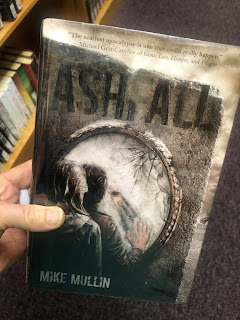 "The scariest apocalypse is one that could really happen."
Michael Grant, author of Gone, Lies, Hunger, and Plague
ASHFALL
MIKE MULLIN